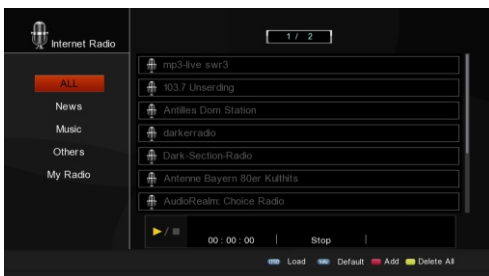 Internet Radio
1 / 2
ALL
News
Music
Others
My Radio
mp3-live swr3
103.7 Unserding
Antilles Dom Station
darkerradio
Dark-Section-Radio
Antenne Bayern 80er Kulthits
AudioRealm: Choice Radio
00 : 00 : 00 | Stop |
Load Default Add Delete All